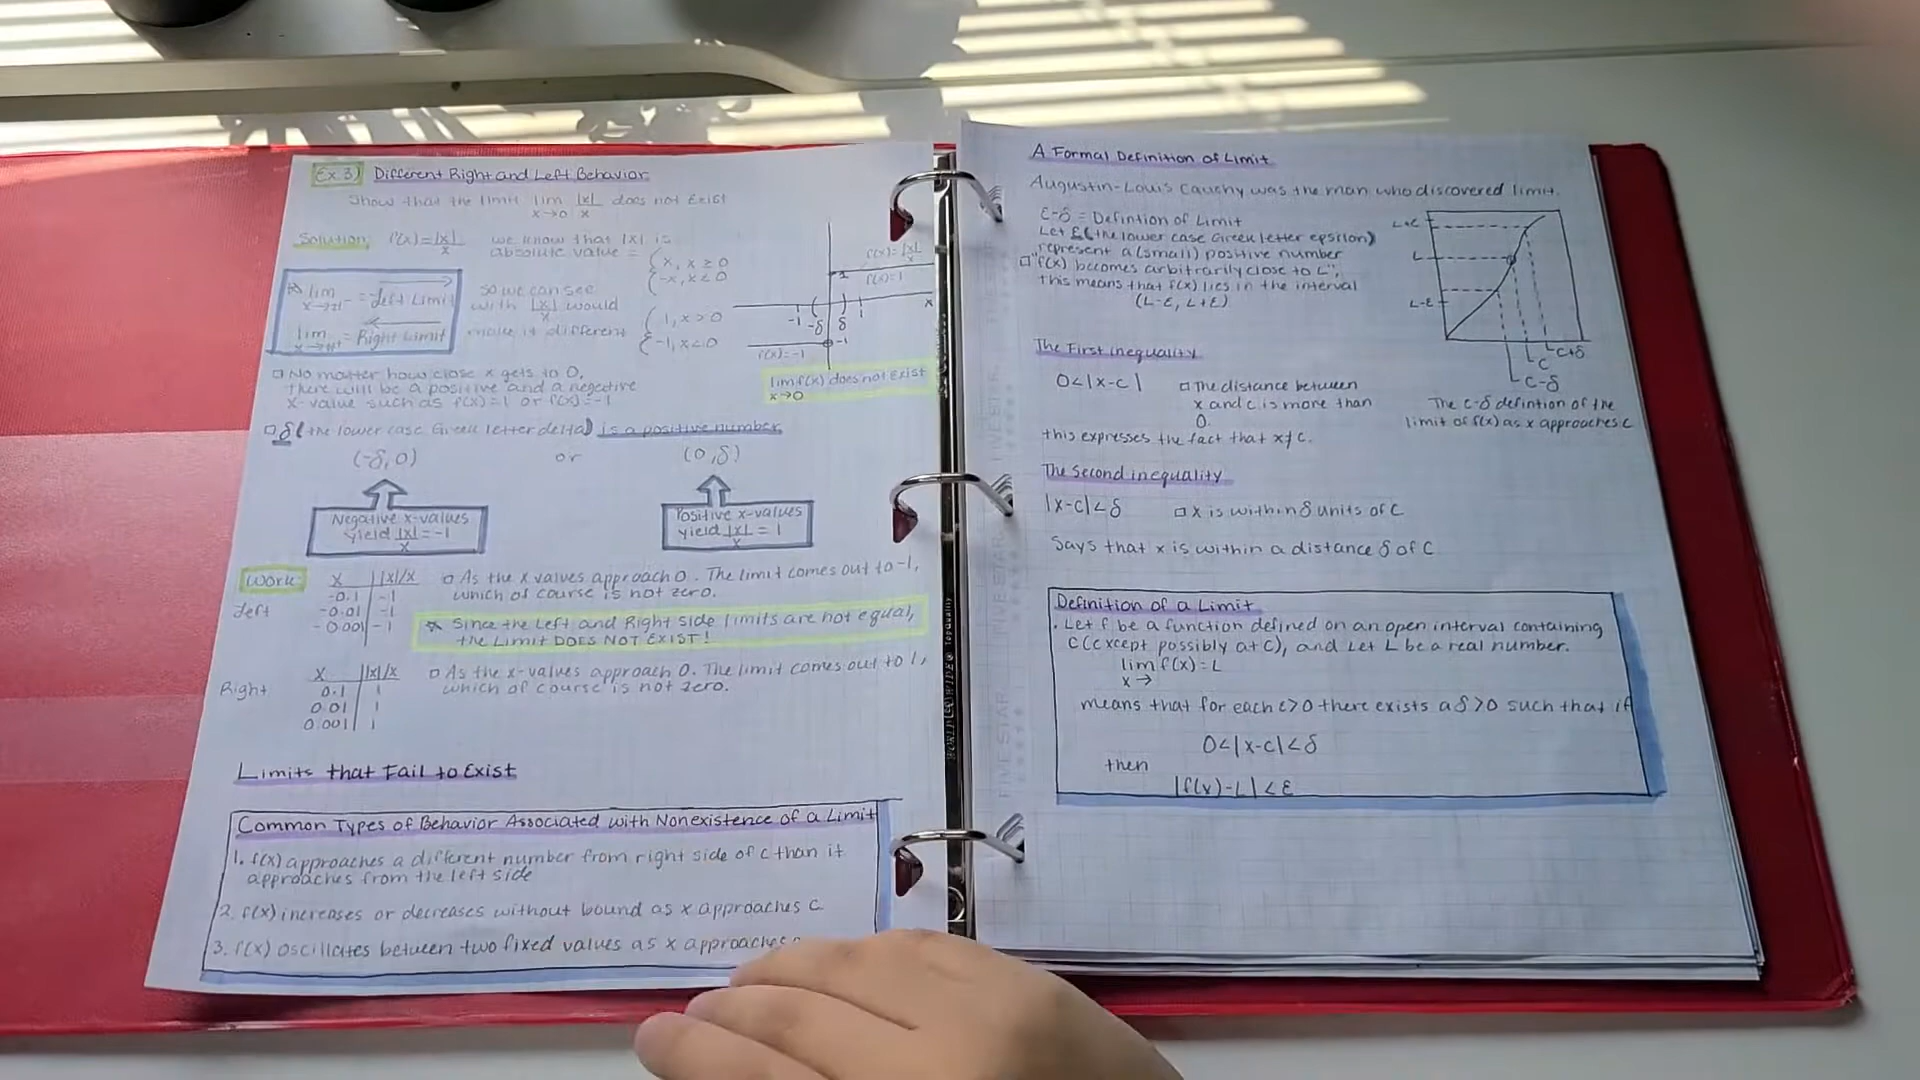 Ex 3) Different Right and Left Behavior
Show that the limit lim |x|/x does not Exist
x→0
Solution: f(x)=|x|/x we know that |x| is
absolute value = { x, x ≥ 0
-x, x < 0
lim = Left Limit
lim = Right Limit
so we can see
with |x|/x would
make it different
{ 1, x > 0
-1, x < 0
f(x)=|x|/x
f(x)=1
1
x
-1 -δ δ 1
-1
f(x)=-1
lim f(x) does not Exist
x→0
□ No matter how close x gets to 0,
there will be a positive and a negative
x-value such as f(x)=1 or f(x)=-1
□ δ (the lower case Greek letter delta) is a positive number
(-δ,0) or (0,δ)
Negative x-values
yield |x|/x = -1
Positive x-values
yield |x|/x = 1
Work:
Left
x |x|/x
-0.1 -1
-0.01 -1
-0.001 -1
□ As the x values approach 0. The limit comes out to -1,
which of course is not zero.
☆ Since the Left and Right side limits are not equal,
the Limit DOES NOT EXIST!
Right
x |x|/x
0.1 1
0.01 1
0.001 1
□ As the x-values approach 0. The limit comes out to 1,
which of course is not zero.
Limits that Fail to Exist
Common Types of Behavior Associated with Nonexistence of a Limit
1. f(x) approaches a different number from right side of c than it
approaches from the left side
2. f(x) increases or decreases without bound as x approaches c
3. f(x) oscillates between two fixed values as x approaches
A Formal Definition of Limit
Augustin-Louis Cauchy was the man who discovered limit.
ε-δ = Defintion of Limit
Let ε (the lower case Greek letter epsilon)
represent a (small) positive number
□ "f(x) becomes arbitrarily close to L",
this means that f(x) lies in the interval
(L-ε, L+ε)
L+ε
L
L-ε
c+δ
c
c-δ
The ε-δ defintion of the
limit of f(x) as x approaches c
The First inequality
0<|x-c| □ The distance between
x and c is more than
0.
this expresses the fact that x≠c.
The Second inequality
|x-c|<δ □ x is within δ units of c
Says that x is within a distance δ of c
Definition of a Limit
. Let f be a function defined on an open interval containing
c (except possibly at c), and let L be a real number.
lim f(x)=L
x→
means that for each ε>0 there exists a δ>0 such that if
0<|x-c|<δ
then
|f(x)-L|<ε
FIVE STAR
FIVE STAR
FIVE STAR